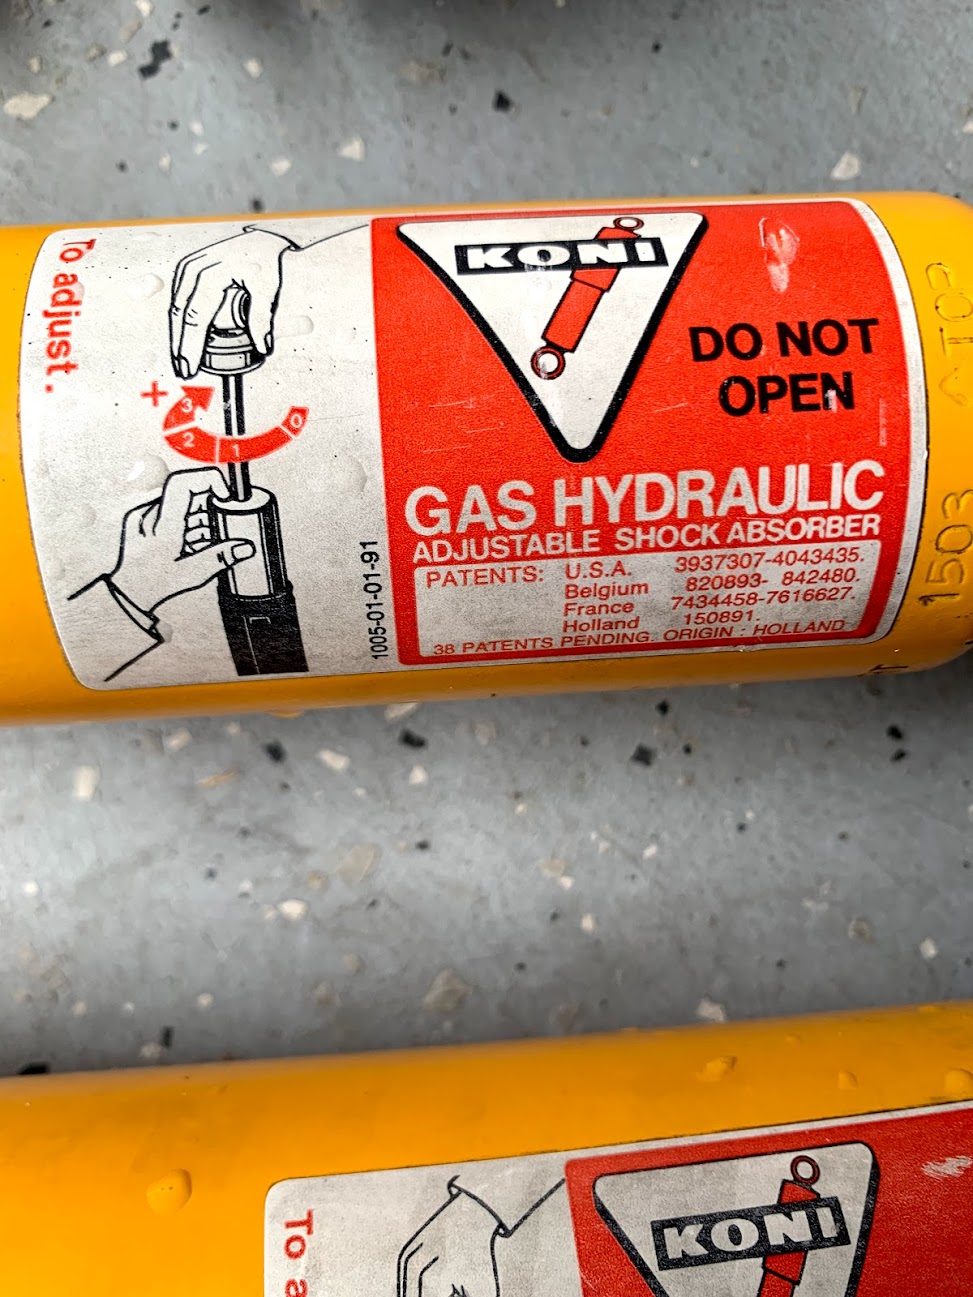 To adjust.
+
3
2
1
0
1005-01-01-91
KONI
DO NOT
OPEN
GAS HYDRAULIC
ADJUSTABLE SHOCK ABSORBER
PATENTS: U.S.A. 3937307-4043435.
Belgium 820893- 842480.
France 7434458-7616627.
Holland 150891.
38 PATENTS PENDING. ORIGIN : HOLLAND
TOP
1503
To a
KONI